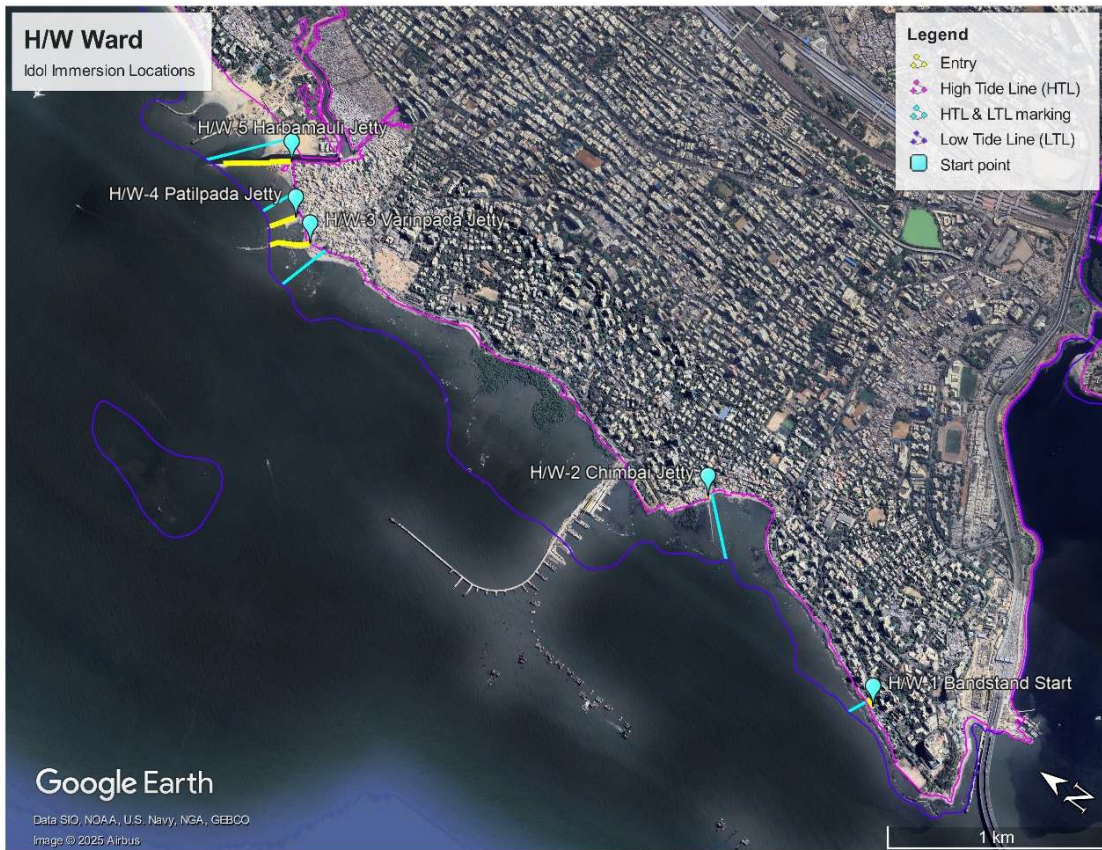 H/W Ward
Idol Immersion Locations
Legend
Entry
High Tide Line (HTL)
HTL & LTL marking
Low Tide Line (LTL)
Start point
H/W-5 Harbamauli Jetty
H/W-4 Patilpada Jetty
H/W-3 Varinpada Jetty
H/W-2 Chimbai Jetty
H/W-1 Bandstand Start
Google Earth
Data SIO, NOAA, U.S. Navy, NGA, GEBCO
Image © 2025 Airbus
N
1 km